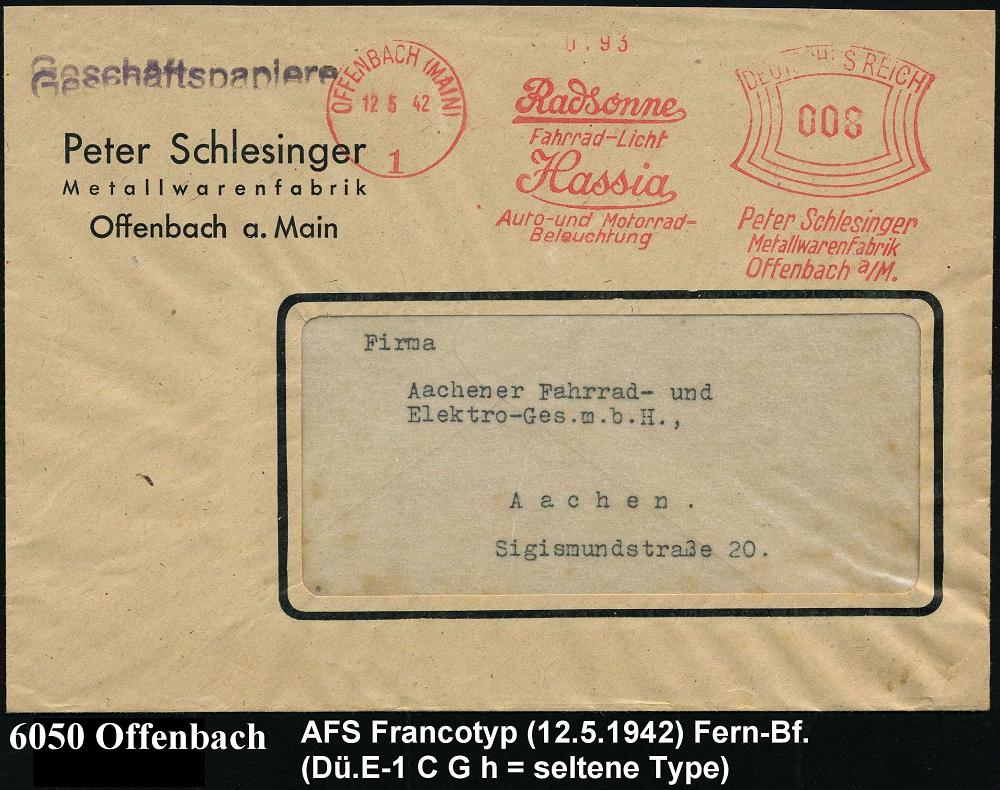 Geschäftspapiere
OFFENBACH (MAIN)
12 5 42
1
Radsonne
Fahrrad-Licht
Hassia
Auto-und Motorrad-
Beleuchtung
DEUTSCHES REICH
008
Peter Schlesinger
Metallwarenfabrik
Offenbach a/M.
Peter Schlesinger
Metallwarenfabrik
Offenbach a. Main
Firma
Aachener Fahrrad- und
Elektro-Ges.m.b.H.,
Aachen.
Sigismundstraße 20.
6050 Offenbach
AFS Francotyp (12.5.1942) Fern-Bf.
(Dü.E-1 C G h = seltene Type)